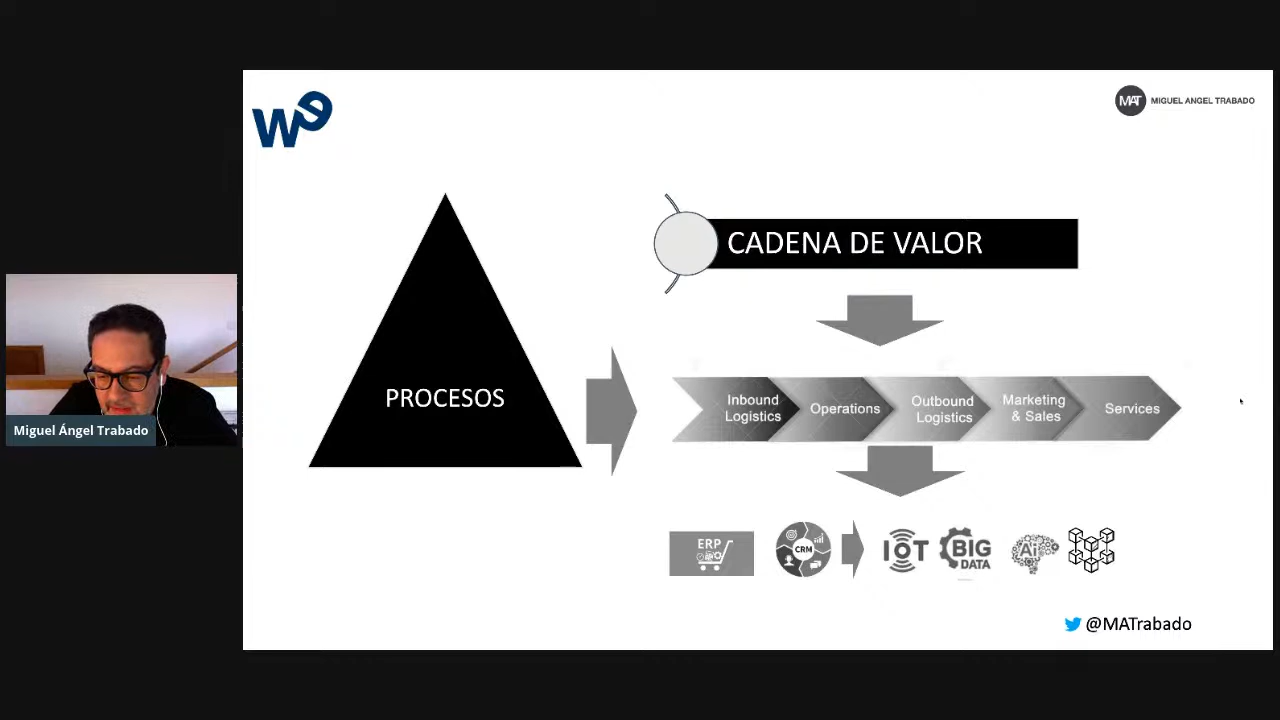 we
MAT MIGUEL ANGEL TRABADO
CADENA DE VALOR
PROCESOS
Inbound
Logistics
Operations
Outbound
Logistics
Marketing
& Sales
Services
Miguel Ángel Trabado
ERP
CRM
IOT
BIG
DATA
Ai
@MATrabado